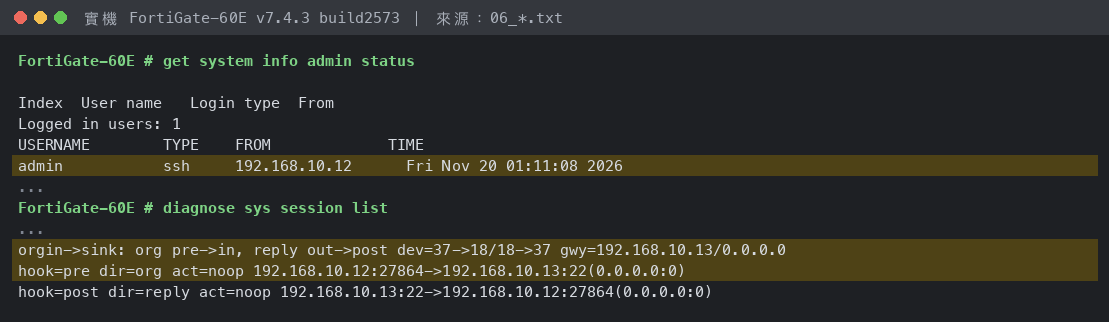 實機 FortiGate-60E v7.4.3 build2573 | 來源：06_*.txt
FortiGate-60E # get system info admin status
Index  User name   Login type  From
Logged in users: 1
USERNAME        TYPE    FROM             TIME
admin           ssh     192.168.10.12      Fri Nov 20 01:11:08 2026
...
FortiGate-60E # diagnose sys session list
...
orgin->sink: org pre->in, reply out->post dev=37->18/18->37 gwy=192.168.10.13/0.0.0.0
hook=pre dir=org act=noop 192.168.10.12:27864->192.168.10.13:22(0.0.0.0:0)
hook=post dir=reply act=noop 192.168.10.13:22->192.168.10.12:27864(0.0.0.0:0)